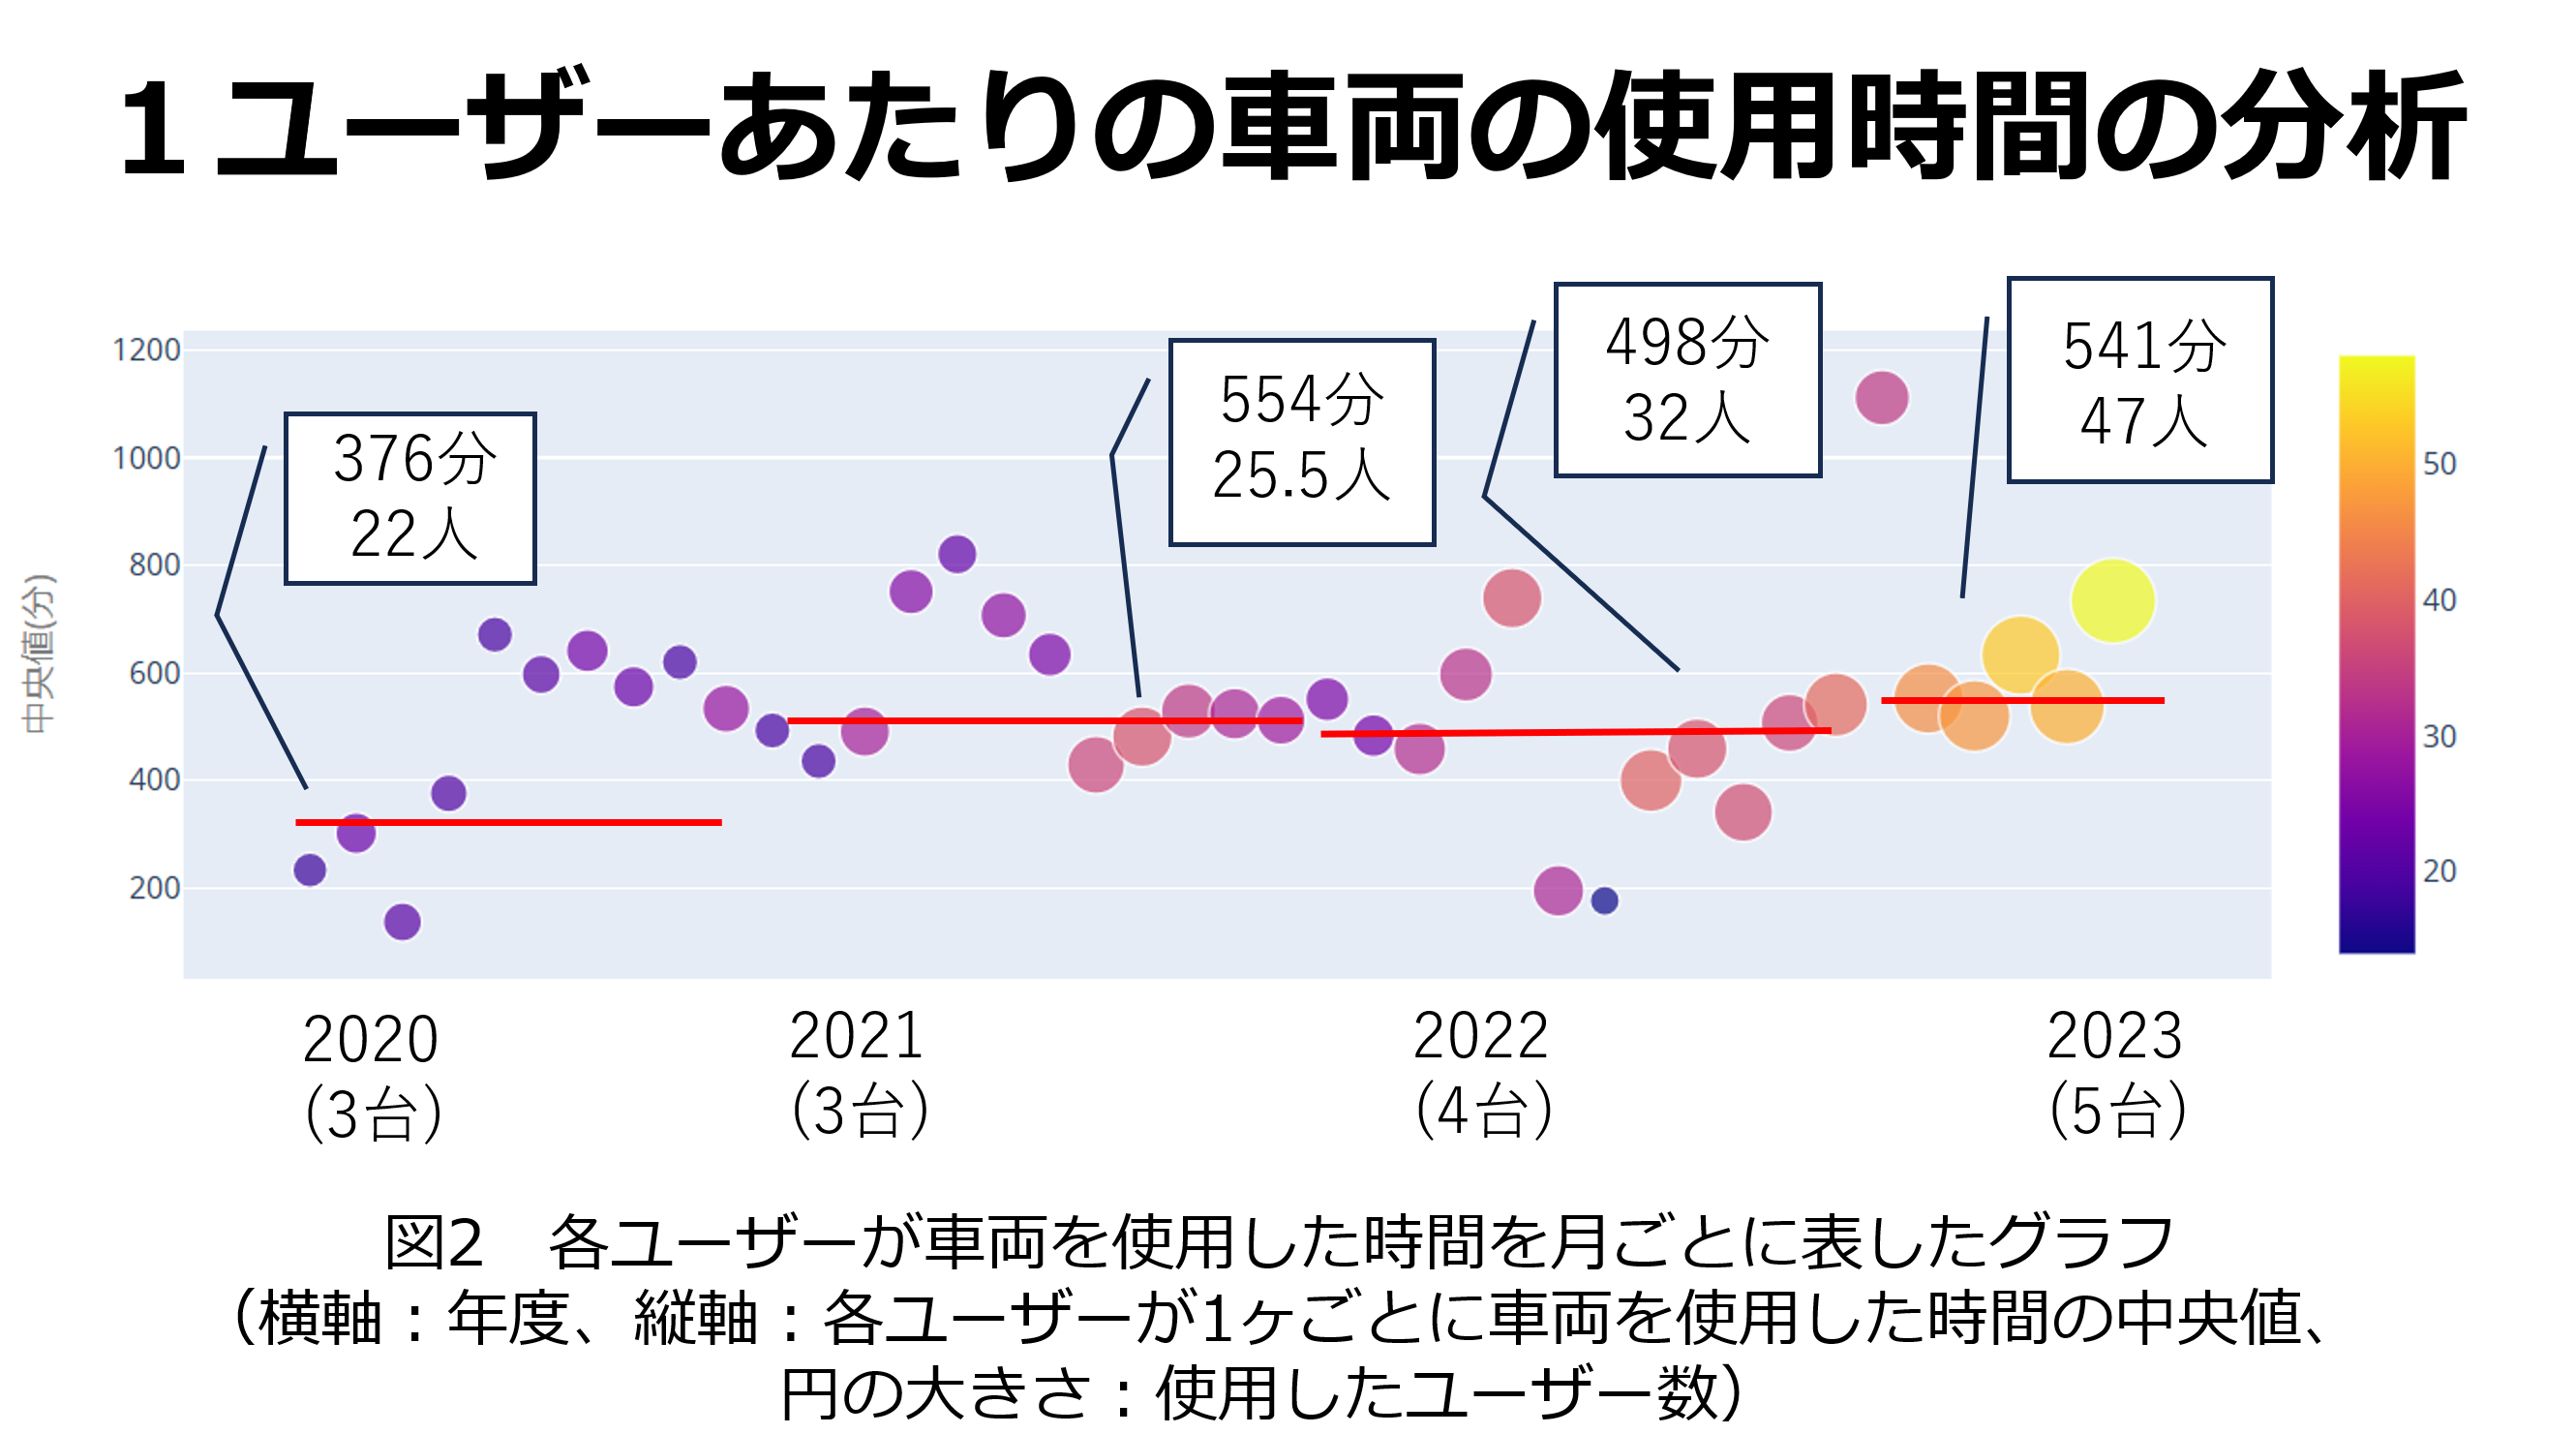 １ユーザーあたりの車両の使用時間の分析
中央値(分)
1200
1000
800
600
400
200
376分
22人
554分
25.5人
498分
32人
541分
47人
50
40
30
20
2020
(3台)
2021
(3台)
2022
(4台)
2023
(5台)
図2　各ユーザーが車両を使用した時間を月ごとに表したグラフ
（横軸：年度、縦軸：各ユーザーが1ヶごとに車両を使用した時間の中央値、
円の大きさ：使用したユーザー数）